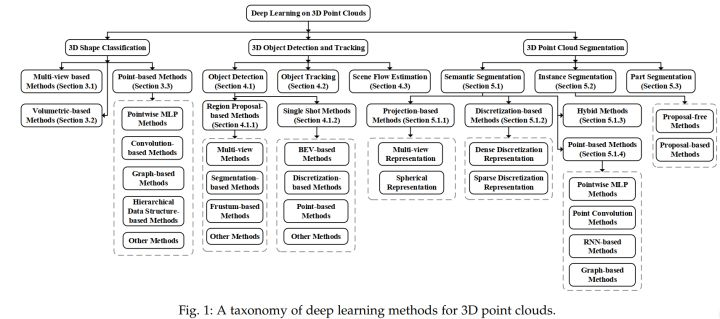 Deep Learning on 3D Point Clouds
3D Shape Classification
3D Object Detection and Tracking
3D Point Cloud Segmentation
Multi-view based
Methods (Section 3.1)
Point-based Methods
(Section 3.3)
Object Detection
(Section 4.1)
Object Tracking
(Section 4.2)
Scene Flow Estimation
(Section 4.3)
Semantic Segmentation
(Section 5.1)
Instance Segmentation
(Section 5.2)
Part Segmentation
(Section 5.3)
Volumetric-based Methods
(Section 3.2)
Pointwise MLP
Methods
Convolution-
based Methods
Graph-based
Methods
Hierarchical
Data Structure-
based Methods
Other Methods
Region Proposal-
based Methods
(Section 4.1.1)
Single Shot Methods
(Section 4.1.2)
Multi-view
Methods
Segmentation-
based Methods
Frustum-based
Methods
Other Methods
BEV-based
Methods
Discretization-
based Methods
Point-based
Methods
Other Methods
Projection-based
Methods (Section 5.1.1)
Discretization-based
Methods (Section 5.1.2)
Hybrid Methods
(Section 5.1.3)
Point-based Methods
(Section 5.1.4)
Multi-view
Representation
Spherical
Representation
Dense Discretization
Representation
Sparse Discretization
Representation
Pointwise MLP
Methods
Point Convolution
Methods
RNN-based
Methods
Graph-based
Methods
Proposal-free
Methods
Proposal-based
Methods
Fig. 1: A taxonomy of deep learning methods for 3D point clouds.